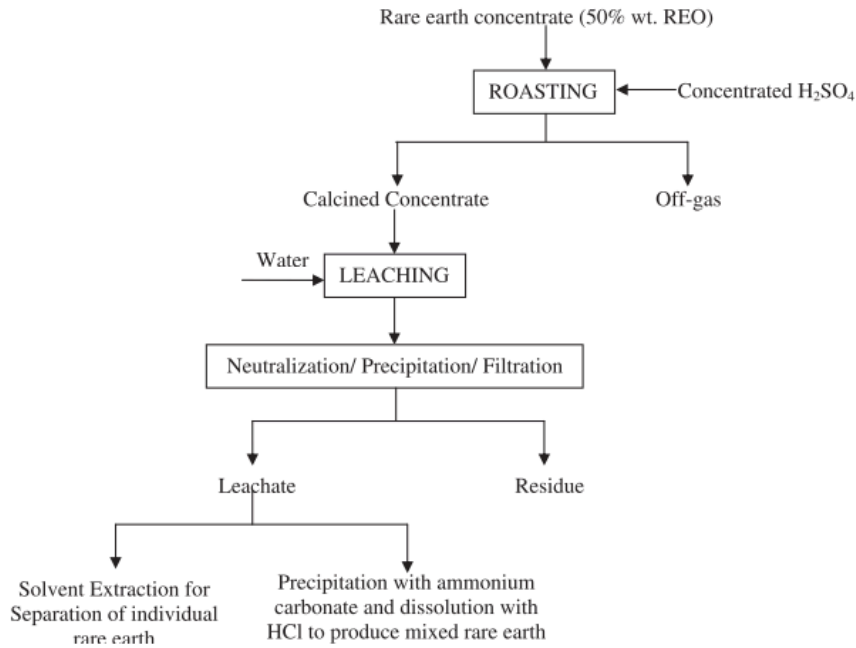 Rare earth concentrate (50% wt. REO)
ROASTING
Concentrated H₂SO₄
Calcined Concentrate
Off-gas
Water
LEACHING
Neutralization/ Precipitation/ Filtration
Leachate
Residue
Solvent Extraction for
Separation of individual
rare earth
Precipitation with ammonium
carbonate and dissolution with
HCl to produce mixed rare earth